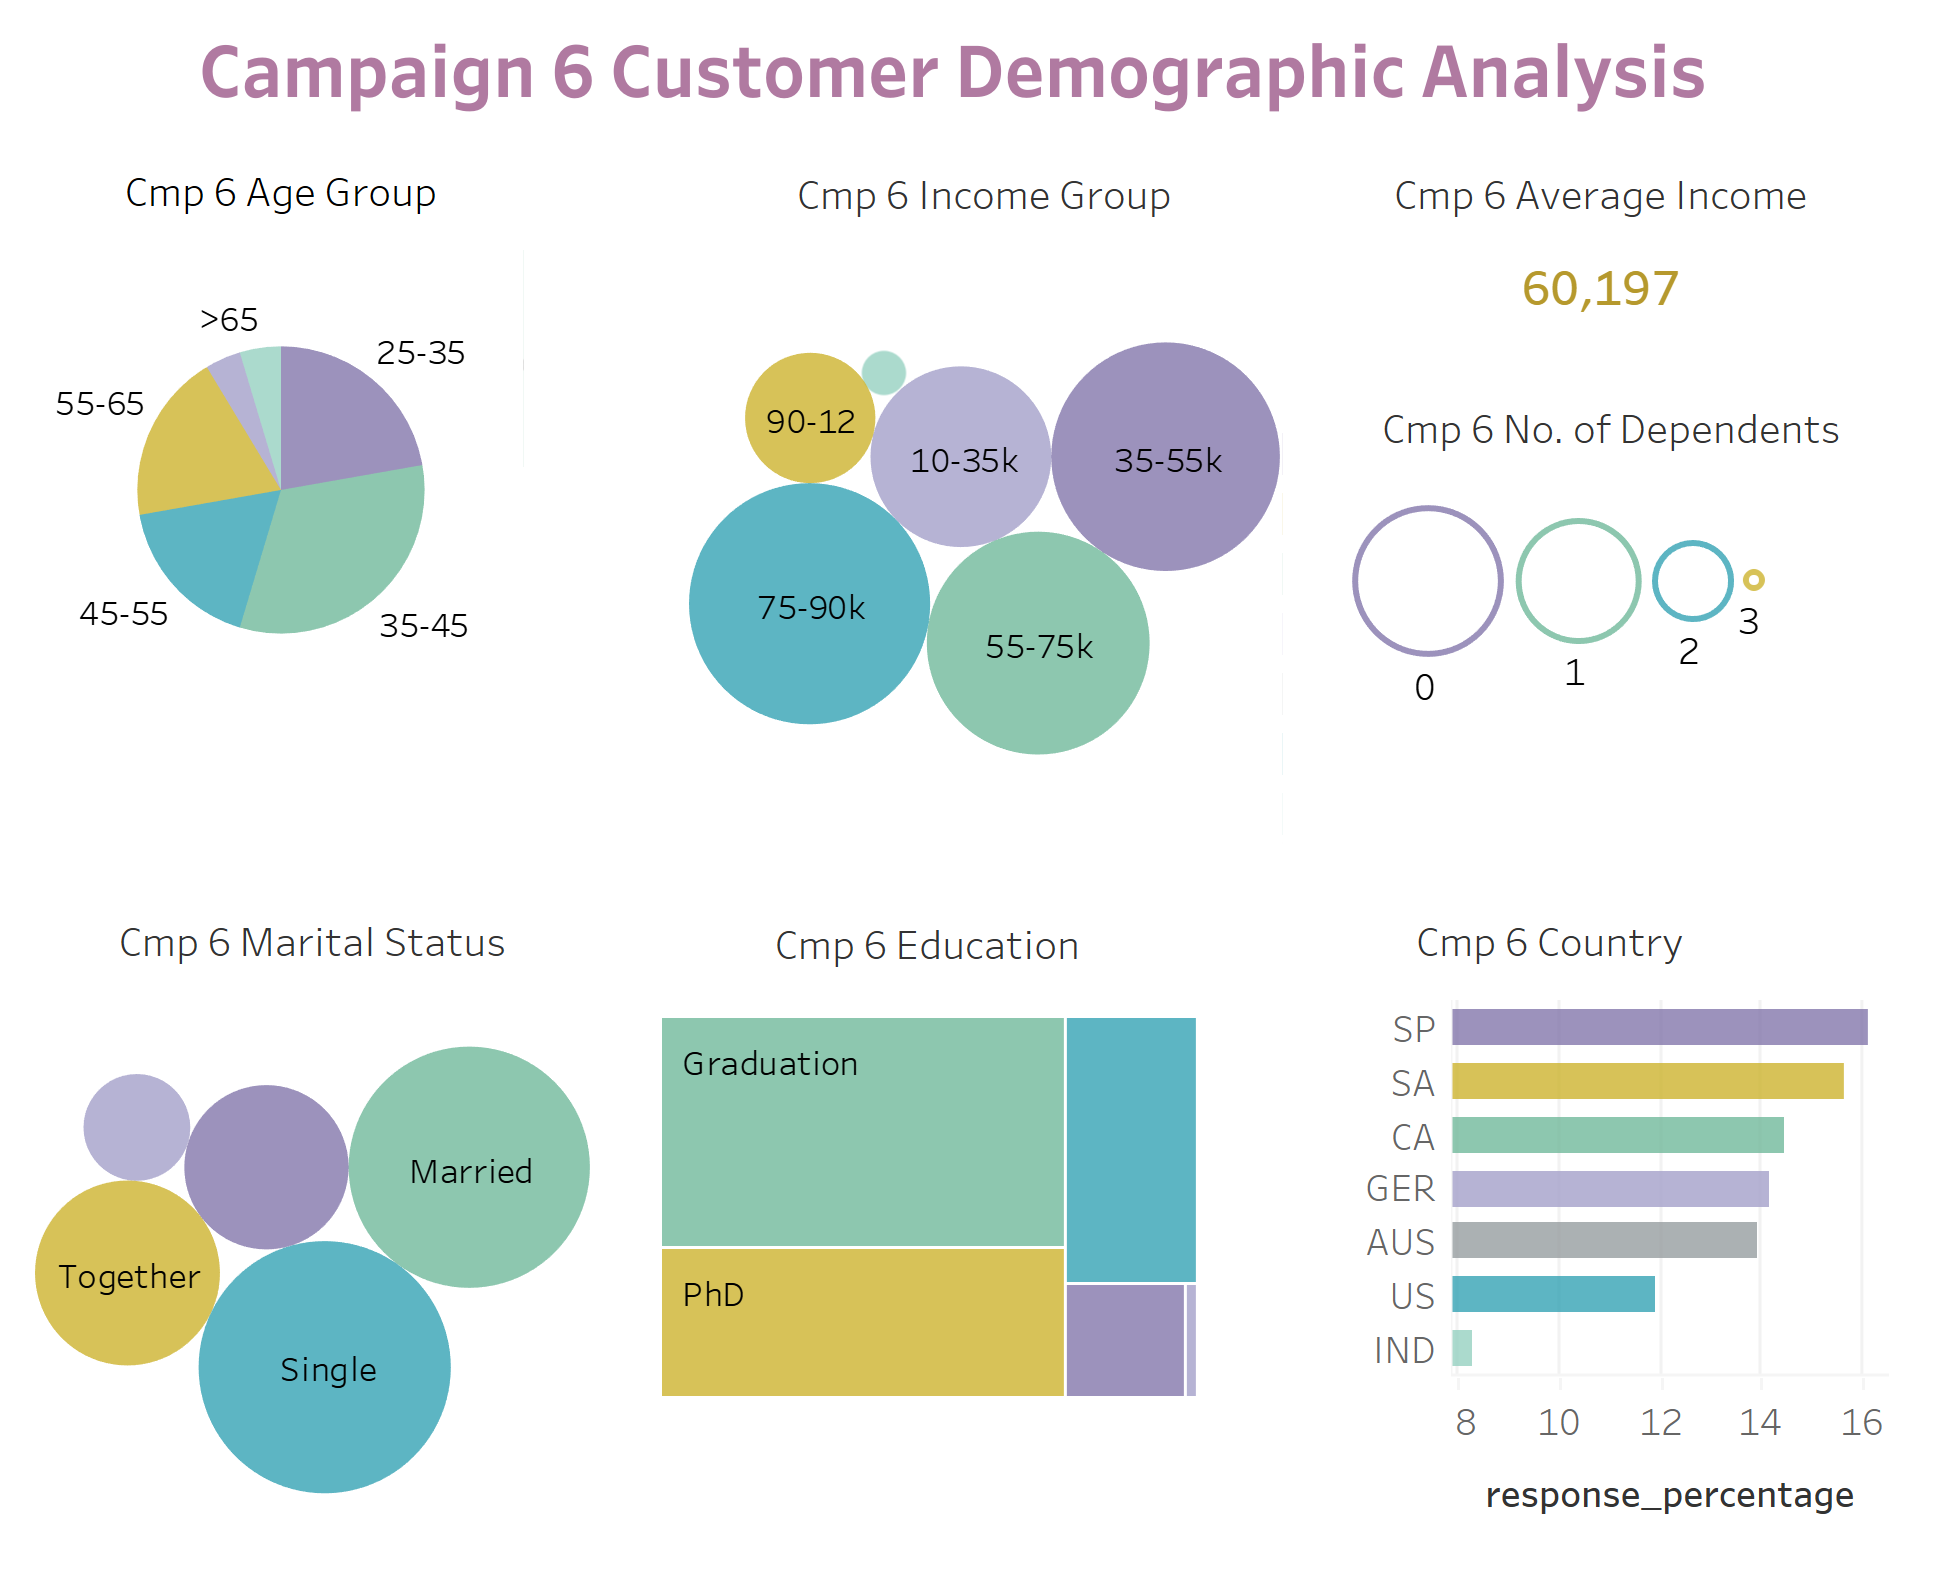 Campaign 6 Customer Demographic Analysis
Cmp 6 Age Group
>65
25-35
55-65
45-55
35-45
Cmp 6 Income Group
90-12
10-35k
35-55k
75-90k
55-75k
Cmp 6 Average Income
60,197
Cmp 6 No. of Dependents
0
1
2
3
Cmp 6 Marital Status
Married
Together
Single
Cmp 6 Education
Graduation
PhD
Cmp 6 Country
SP
SA
CA
GER
AUS
US
IND
8 10 12 14 16
response_percentage